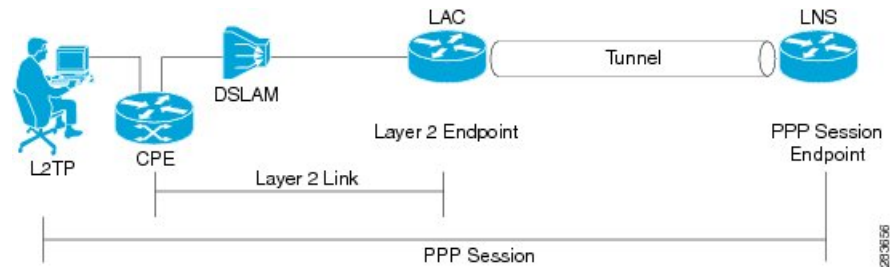 LAC
LNS
Tunnel
DSLAM
Layer 2 Endpoint
PPP Session
Endpoint
L2TP
CPE
Layer 2 Link
PPP Session
283656